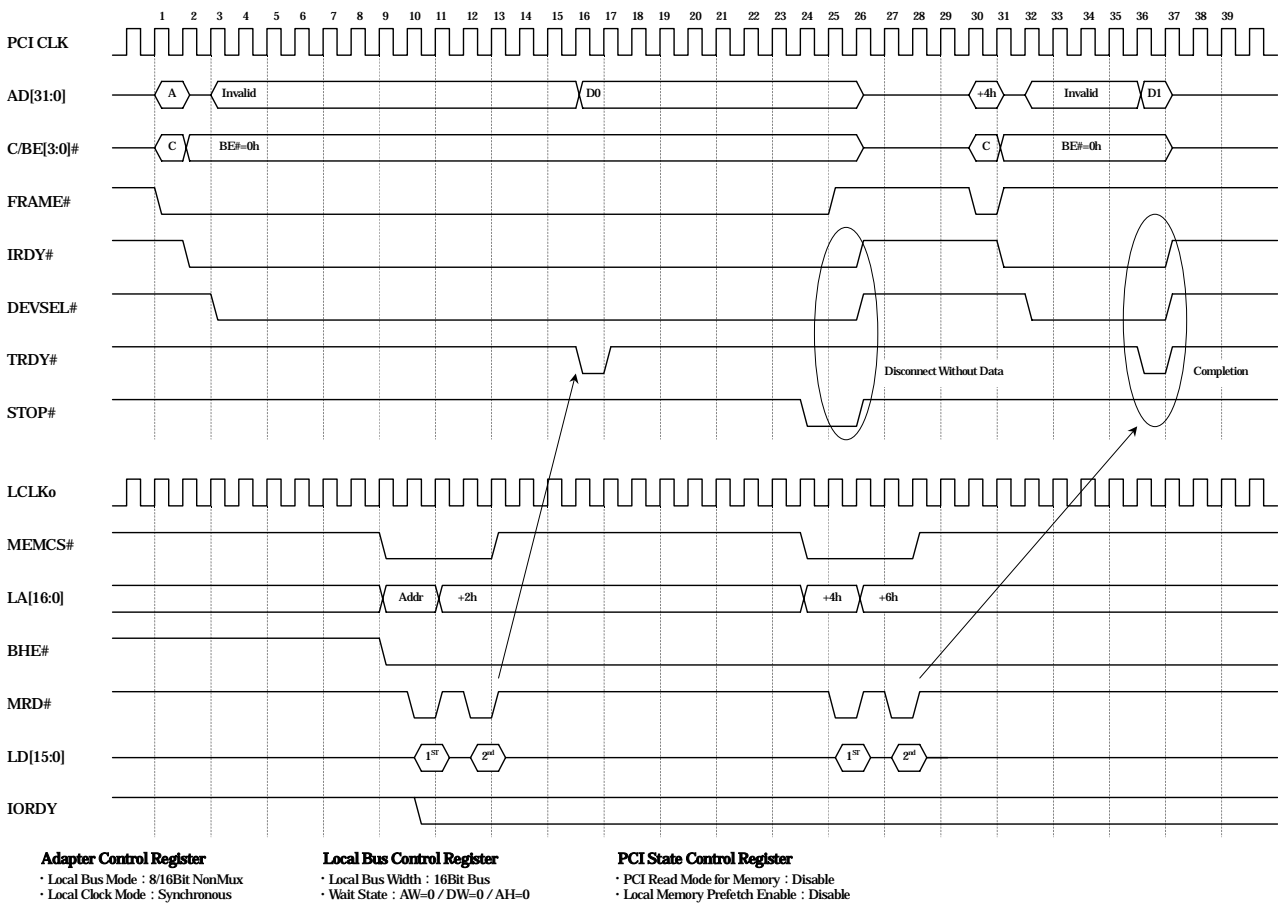 1 2 3 4 5 6 7 8 9 10 11 12 13 14 15 16 17 18 19 20 21 22 23 24 25 26 27 28 29 30 31 32 33 34 35 36 37 38 39
PCI CLK
AD[31:0] A Invalid D0 +4h Invalid D1
C/BE[3:0]# C BE#=0h C BE#=0h
FRAME#
IRDY#
DEVSEL#
TRDY# Disconnect Without Data Completion
STOP#
LCLKo
MEMCS#
LA[16:0] Addr +2h +4h +6h
BHE#
MRD#
LD[15:0] 1ST 2nd 1ST 2nd
IORDY
Adapter Control Register
・Local Bus Mode : 8/16Bit NonMux
・Local Clock Mode : Synchronous
Local Bus Control Register
・Local Bus Width : 16Bit Bus
・Wait State : AW=0 / DW=0 / AH=0
PCI State Control Register
・PCI Read Mode for Memory : Disable
・Local Memory Prefetch Enable : Disable